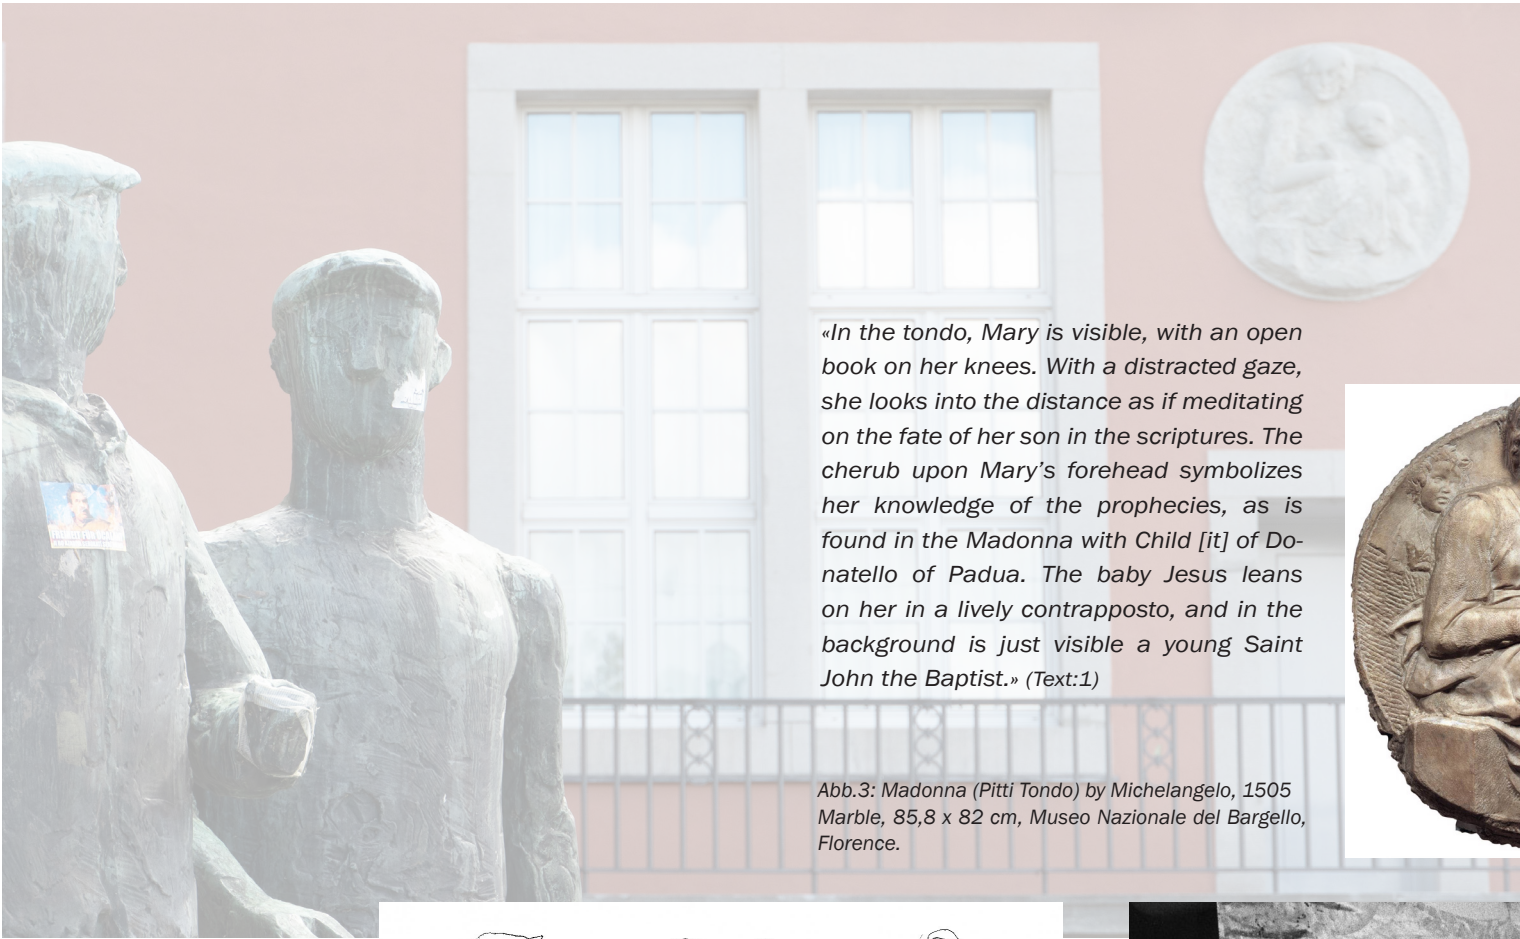 «In the tondo, Mary is visible, with an open
book on her knees. With a distracted gaze,
she looks into the distance as if meditating
on the fate of her son in the scriptures. The
cherub upon Mary’s forehead symbolizes
her knowledge of the prophecies, as is
found in the Madonna with Child [it] of Do-
natello of Padua. The baby Jesus leans
on her in a lively contrapposto, and in the
background is just visible a young Saint
John the Baptist.» (Text:1)
Abb.3: Madonna (Pitti Tondo) by Michelangelo, 1505
Marble, 85,8 x 82 cm, Museo Nazionale del Bargello,
Florence.